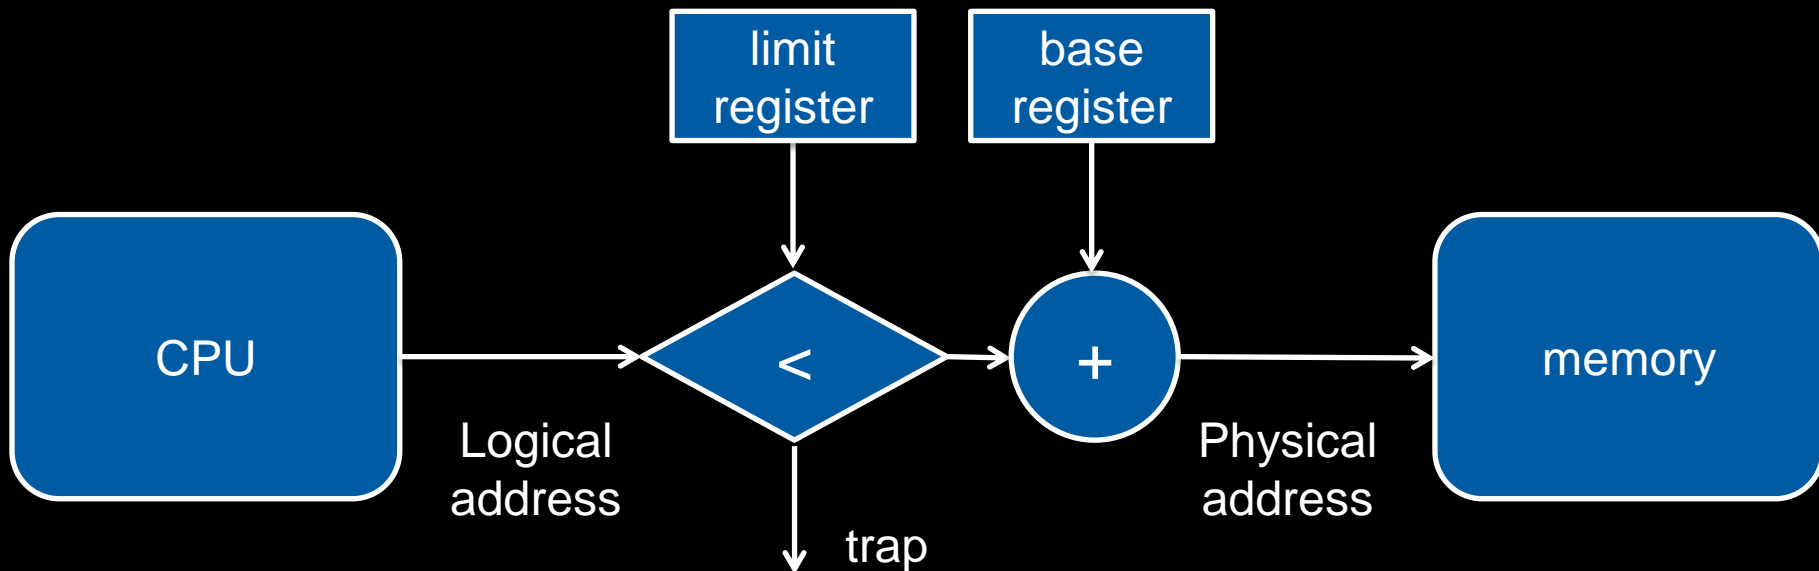 limit
register
base
register
CPU
<
+
memory
Logical
address
Physical
address
trap